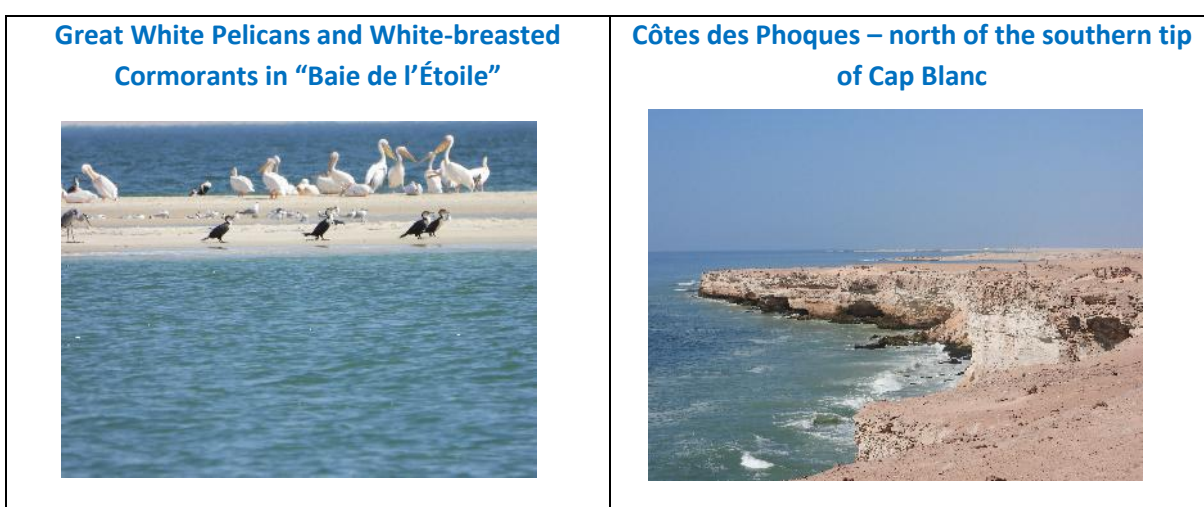 Great White Pelicans and White-breasted
Cormorants in “Baie de l’Étoile”
Côtes des Phoques – north of the southern tip
of Cap Blanc